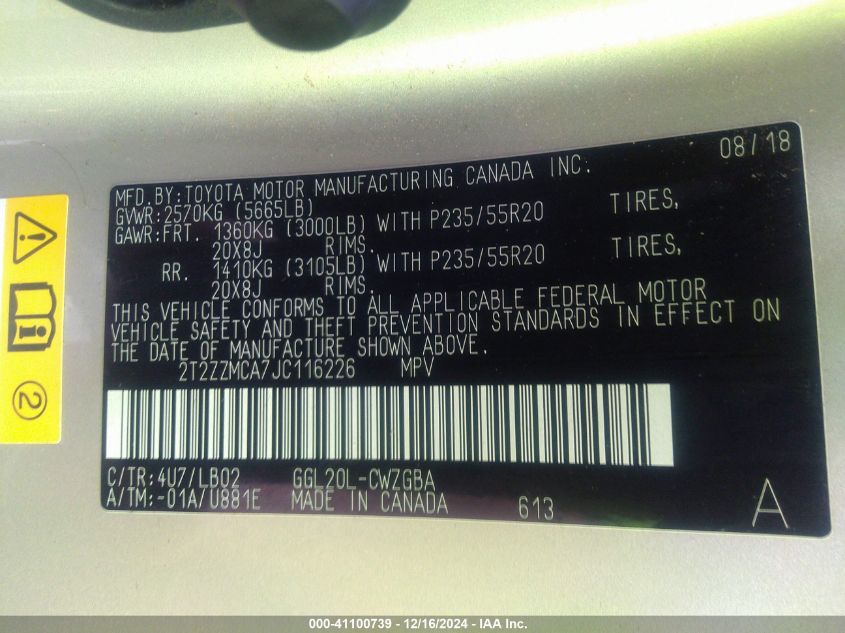 08/18
MFD.BY:TOYOTA MOTOR MANUFACTURING CANADA INC.
GVWR:2570KG (5665LB)
GAWR:FRT. 1360KG (3000LB) WITH P235/55R20 TIRES,
20X8J RIMS.
RR. 1410KG (3105LB) WITH P235/55R20 TIRES,
20X8J RIMS.
THIS VEHICLE CONFORMS TO ALL APPLICABLE FEDERAL MOTOR
VEHICLE SAFETY AND THEFT PREVENTION STANDARDS IN EFFECT ON
THE DATE OF MANUFACTURE SHOWN ABOVE.
2T2ZZMCA7JC116226 MPV
C/TR:4U7/LB02 GGL20L-CWZGBA
A/TM:-01A/U881E MADE IN CANADA 613 A
2
000-41100739 - 12/16/2024 - IAA Inc.